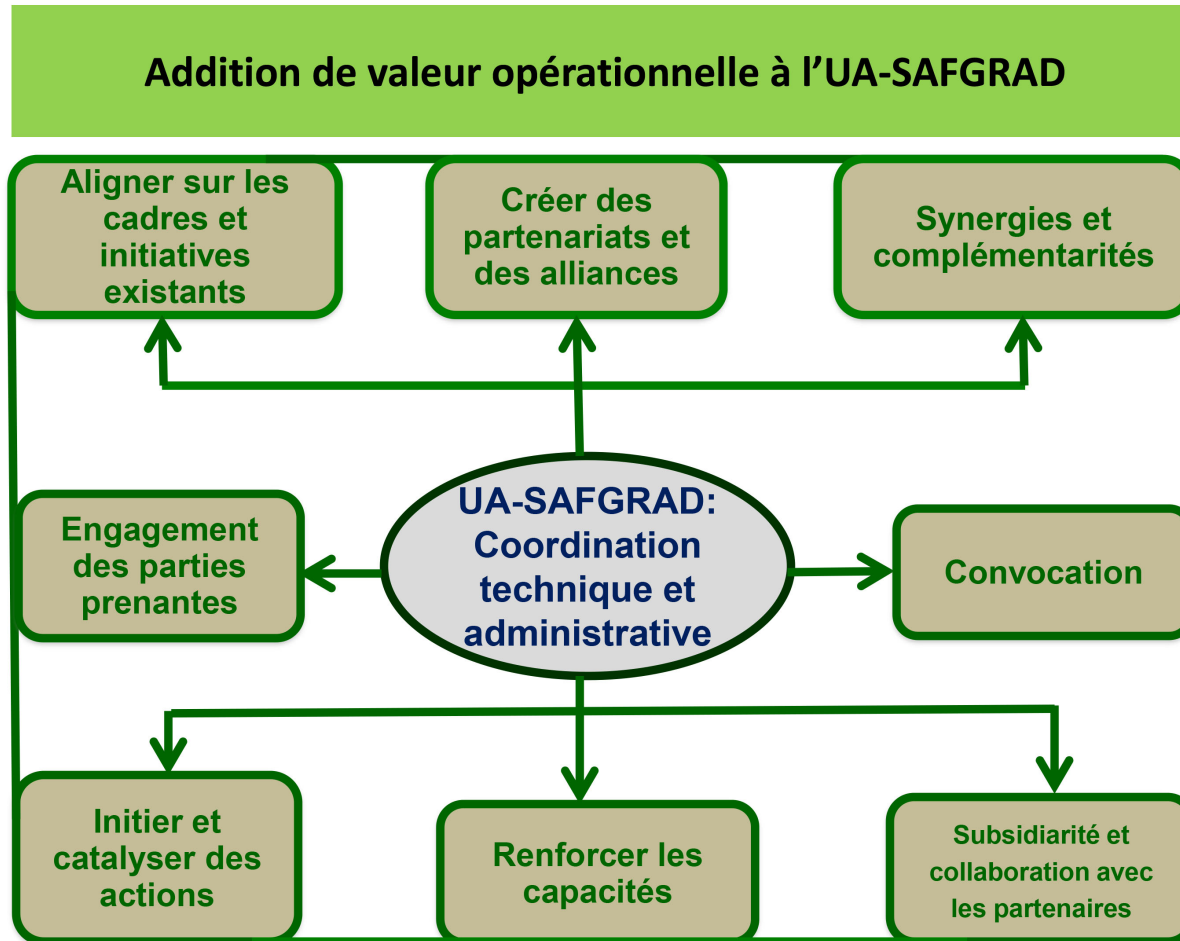 Addition de valeur opérationnelle à l’UA-SAFGRAD
Aligner sur les
cadres et
initiatives
existants
Créer des
partenariats et
des alliances
Synergies et
complémentarités
Engagement
des parties
prenantes
UA-SAFGRAD:
Coordination
technique et
administrative
Convocation
Initier et
catalyser des
actions
Renforcer les
capacités
Subsidiarité et
collaboration avec
les partenaires